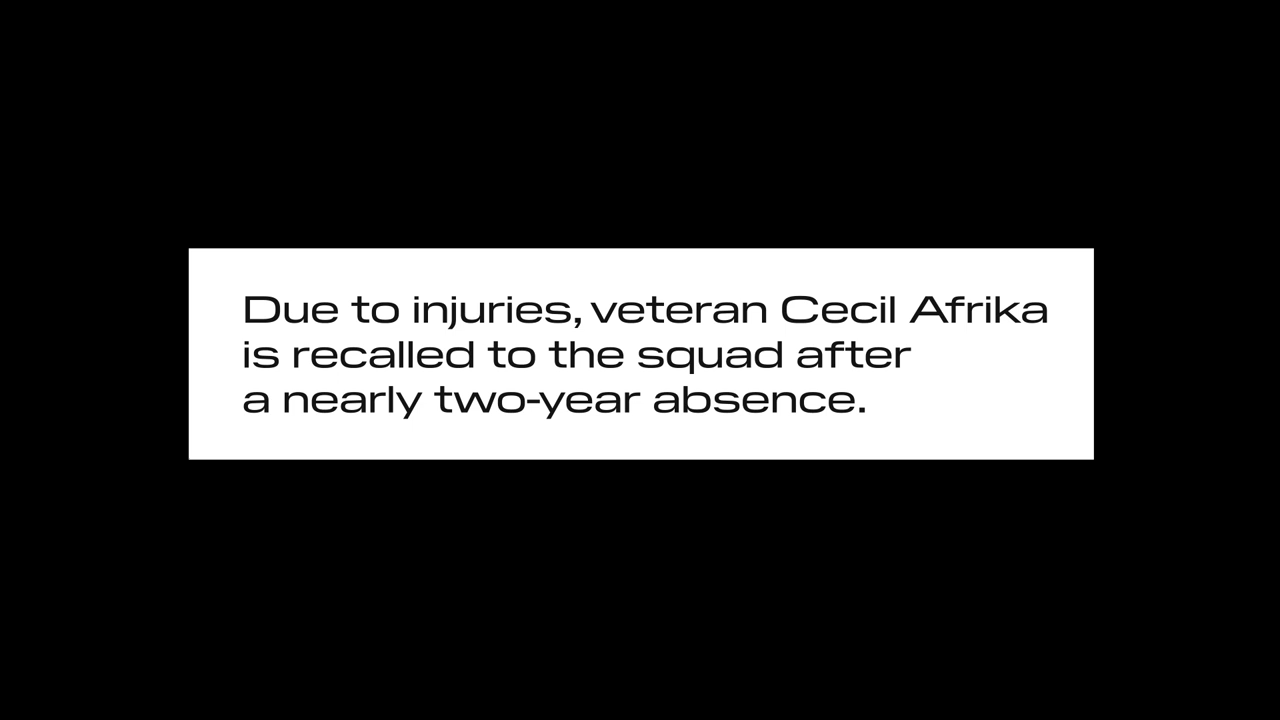 Due to injuries, veteran Cecil Afrika
is recalled to the squad after
a nearly two-year absence.